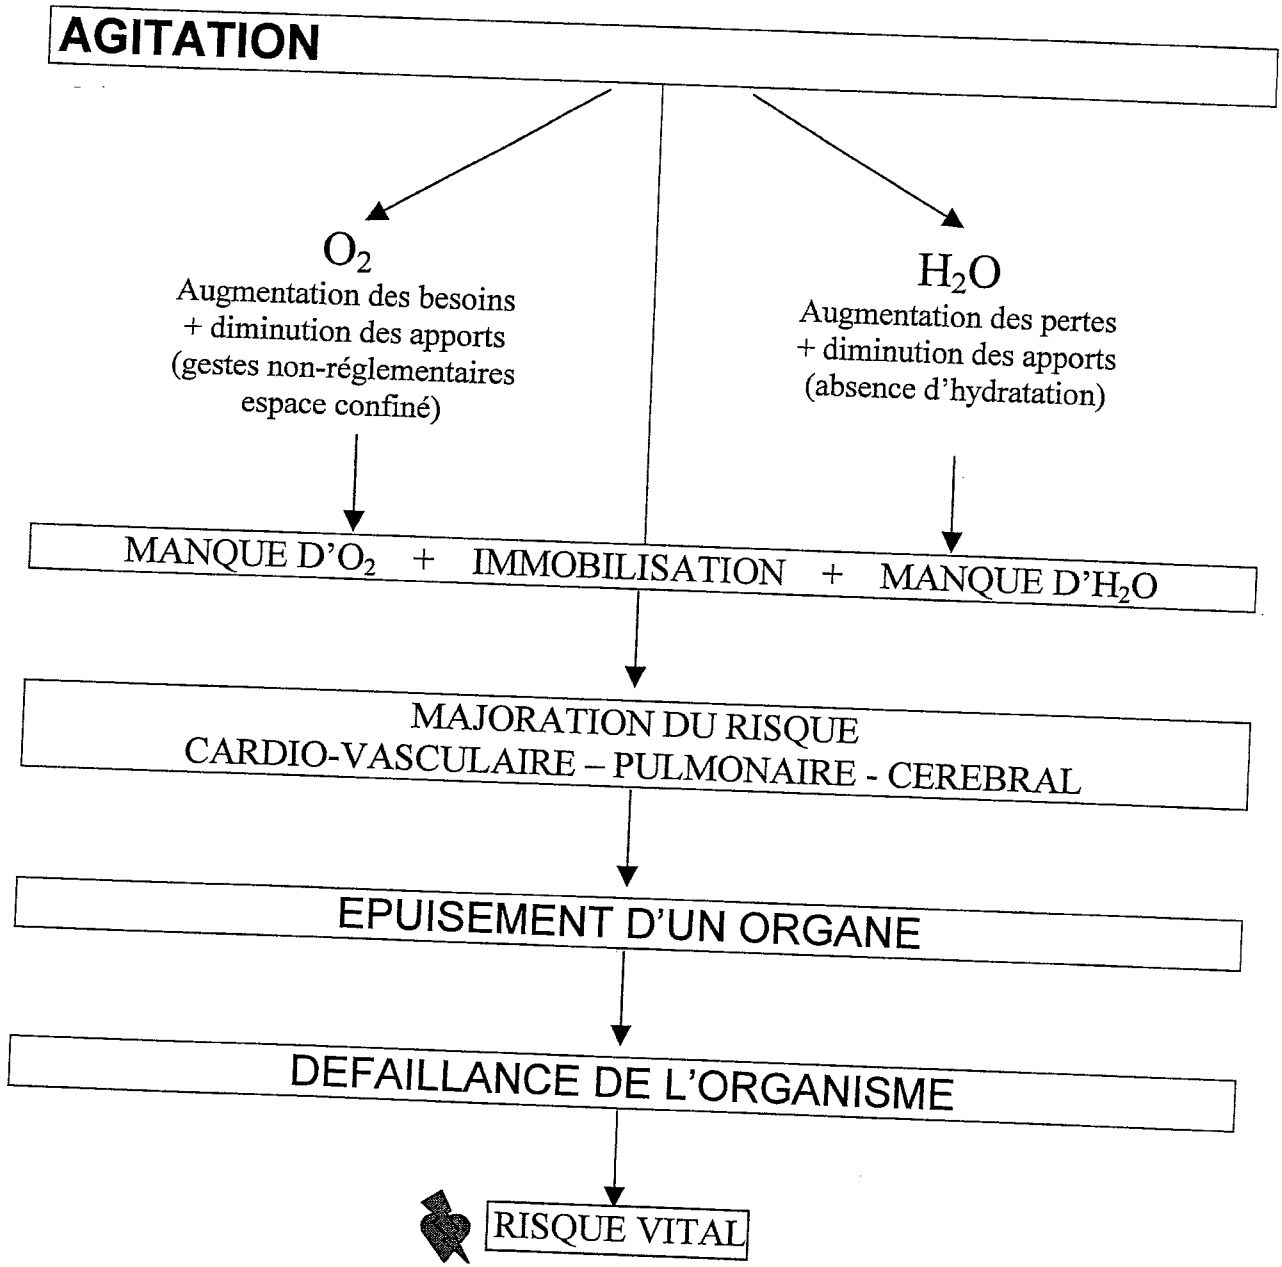 AGITATION
O₂
Augmentation des besoins
+ diminution des apports
(gestes non-réglementaires
espace confiné)
H₂O
Augmentation des pertes
+ diminution des apports
(absence d'hydratation)
MANQUE D'O₂ + IMMOBILISATION + MANQUE D'H₂O
MAJORATION DU RISQUE
CARDIO-VASCULAIRE – PULMONAIRE - CEREBRAL
EPUISEMENT D'UN ORGANE
DEFAILLANCE DE L'ORGANISME
RISQUE VITAL